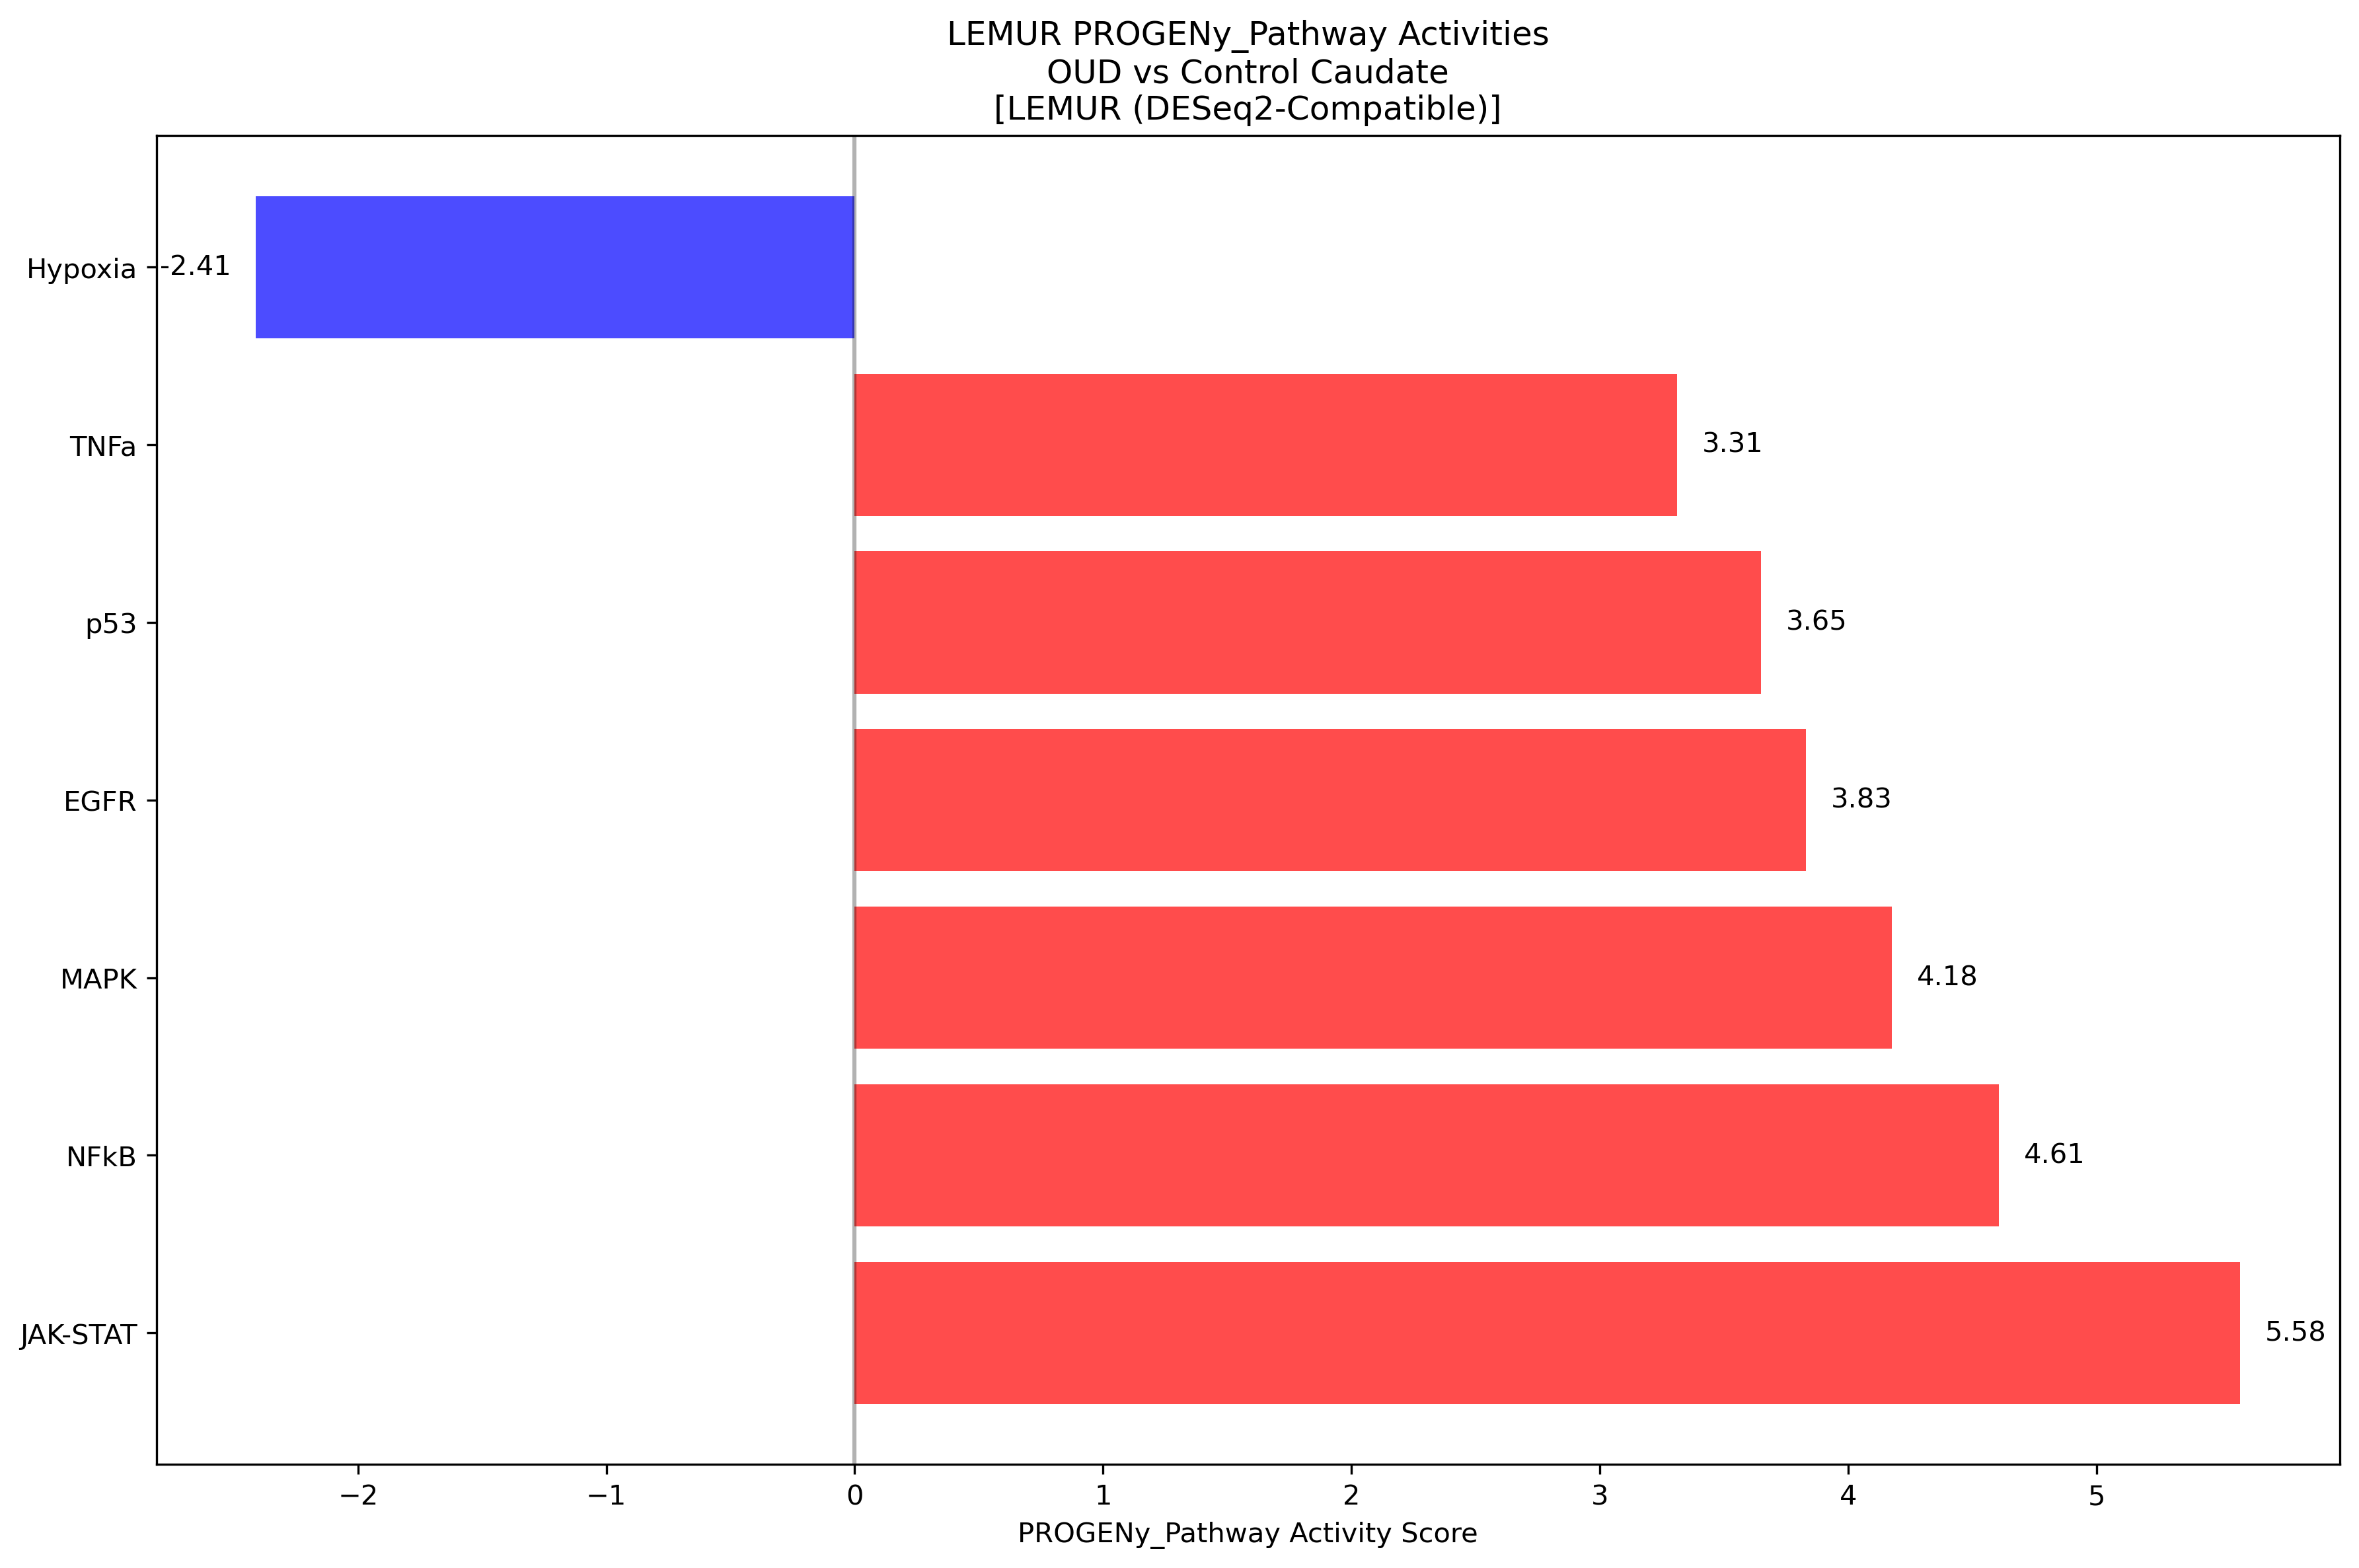 LEMUR PROGENy_Pathway Activities
OUD vs Control Caudate
[LEMUR (DESeq2-Compatible)]
Hypoxia -2.41
TNFa 3.31
p53 3.65
EGFR 3.83
MAPK 4.18
NFkB 4.61
JAK-STAT 5.58
−2 −1 0 1 2 3 4 5
PROGENy_Pathway Activity Score